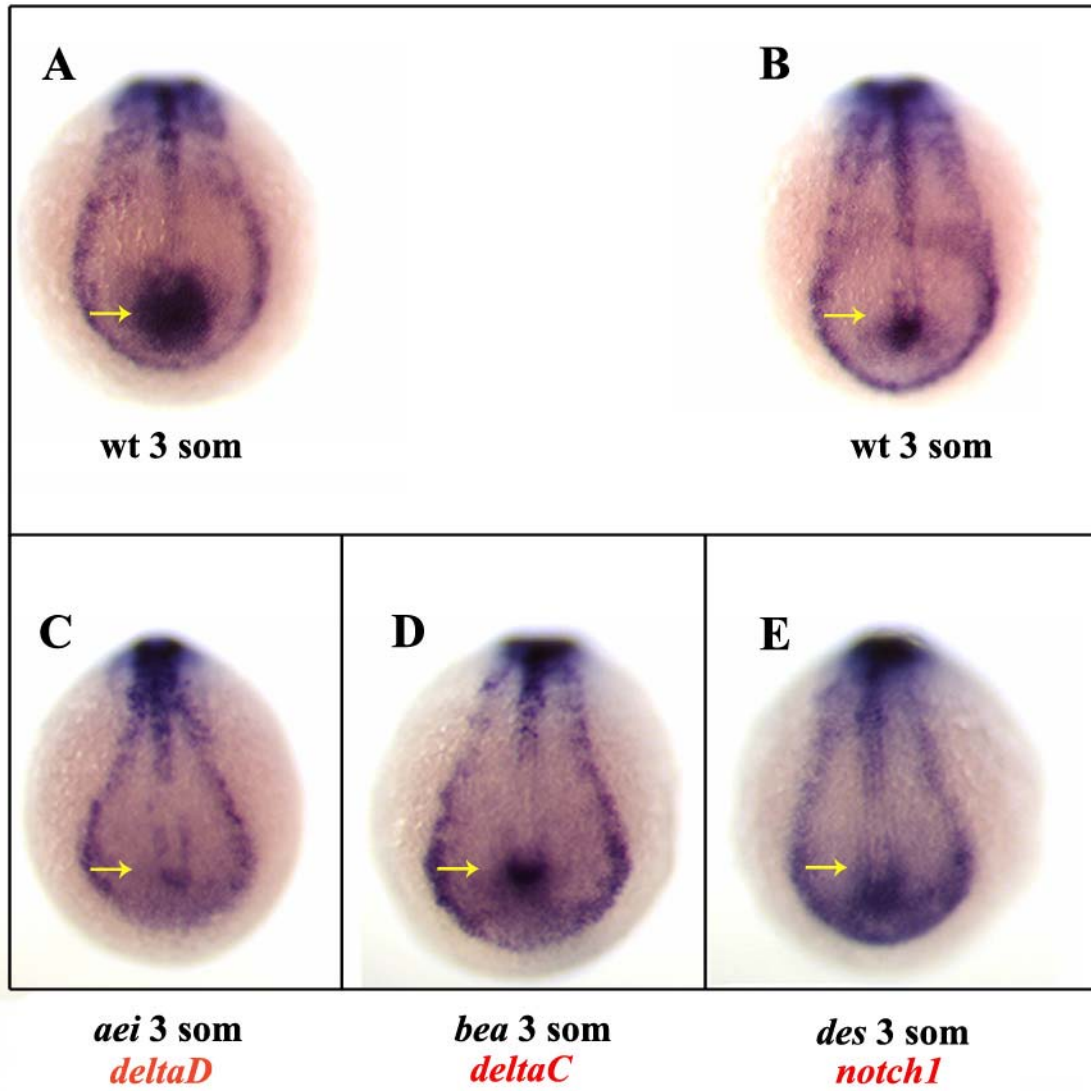 A
B
wt 3 som
wt 3 som
C
D
E
aei 3 som
bea 3 som
des 3 som
deltaD
deltaC
notch1